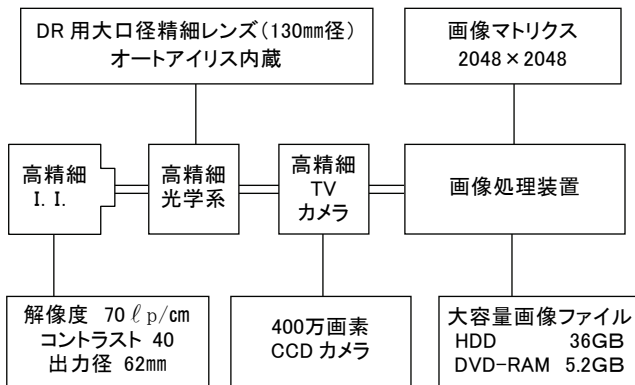 DR 用大口径精細レンズ(130㎜径)
オートアイリス内蔵
画像マトリクス
2048×2048
高精細
I. I.
高精細
光学系
高精細
TV
カメラ
画像処理装置
解像度 70 ℓp/cm
コントラスト 40
出力径 62㎜
400万画素
CCD カメラ
大容量画像ファイル
HDD 36GB
DVD-RAM 5.2GB